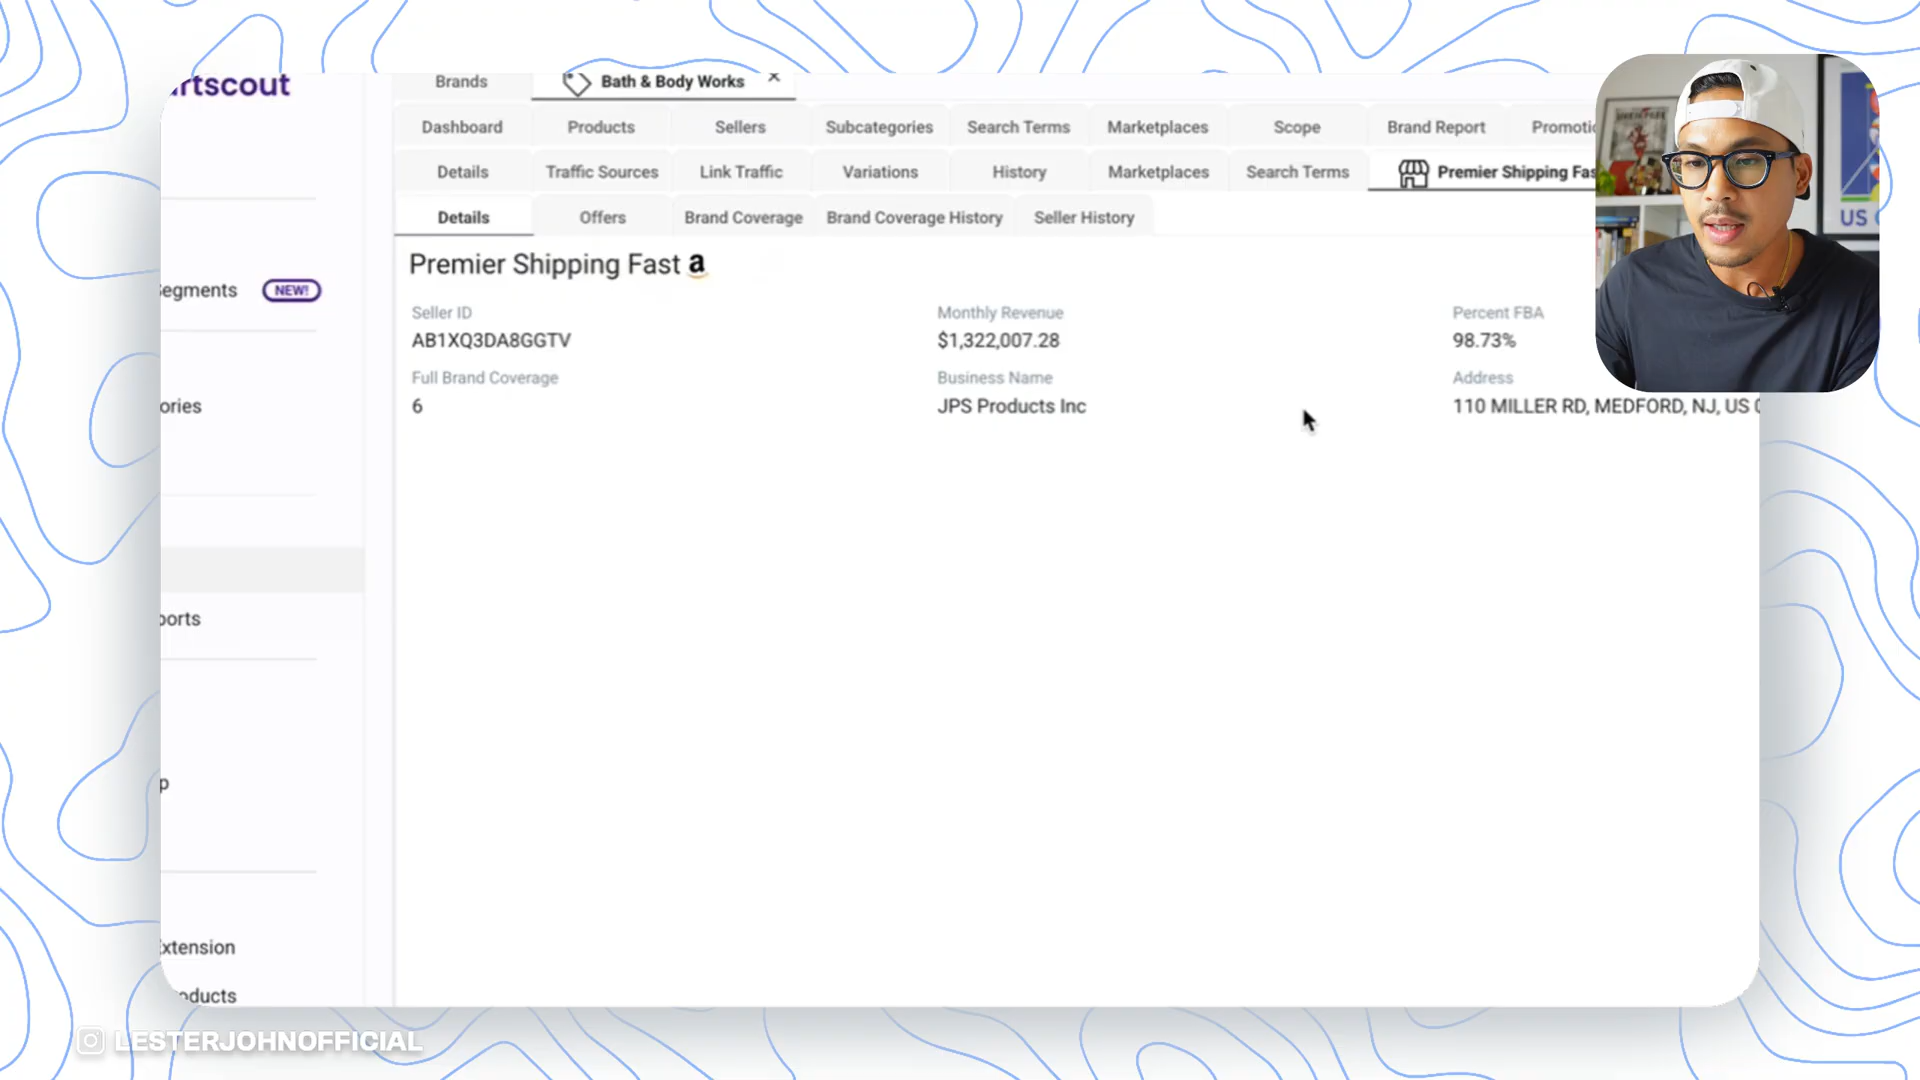 rtscout
Brands
Bath & Body Works ×
Dashboard Products Sellers Subcategories Search Terms Marketplaces Scope Brand Report Promotio
Details Traffic Sources Link Traffic Variations History Marketplaces Search Terms Premier Shipping Fas
Details Offers Brand Coverage Brand Coverage History Seller History
Premier Shipping Fast a
Seller ID Monthly Revenue Percent FBA
AB1XQ3DA8GGTV $1,322,007.28 98.73%
Full Brand Coverage Business Name Address
6 JPS Products Inc 110 MILLER RD, MEDFORD, NJ, US
egments NEW!
ories
ports
p
xtension
oducts
US
LESTERJOHNOFFICIAL